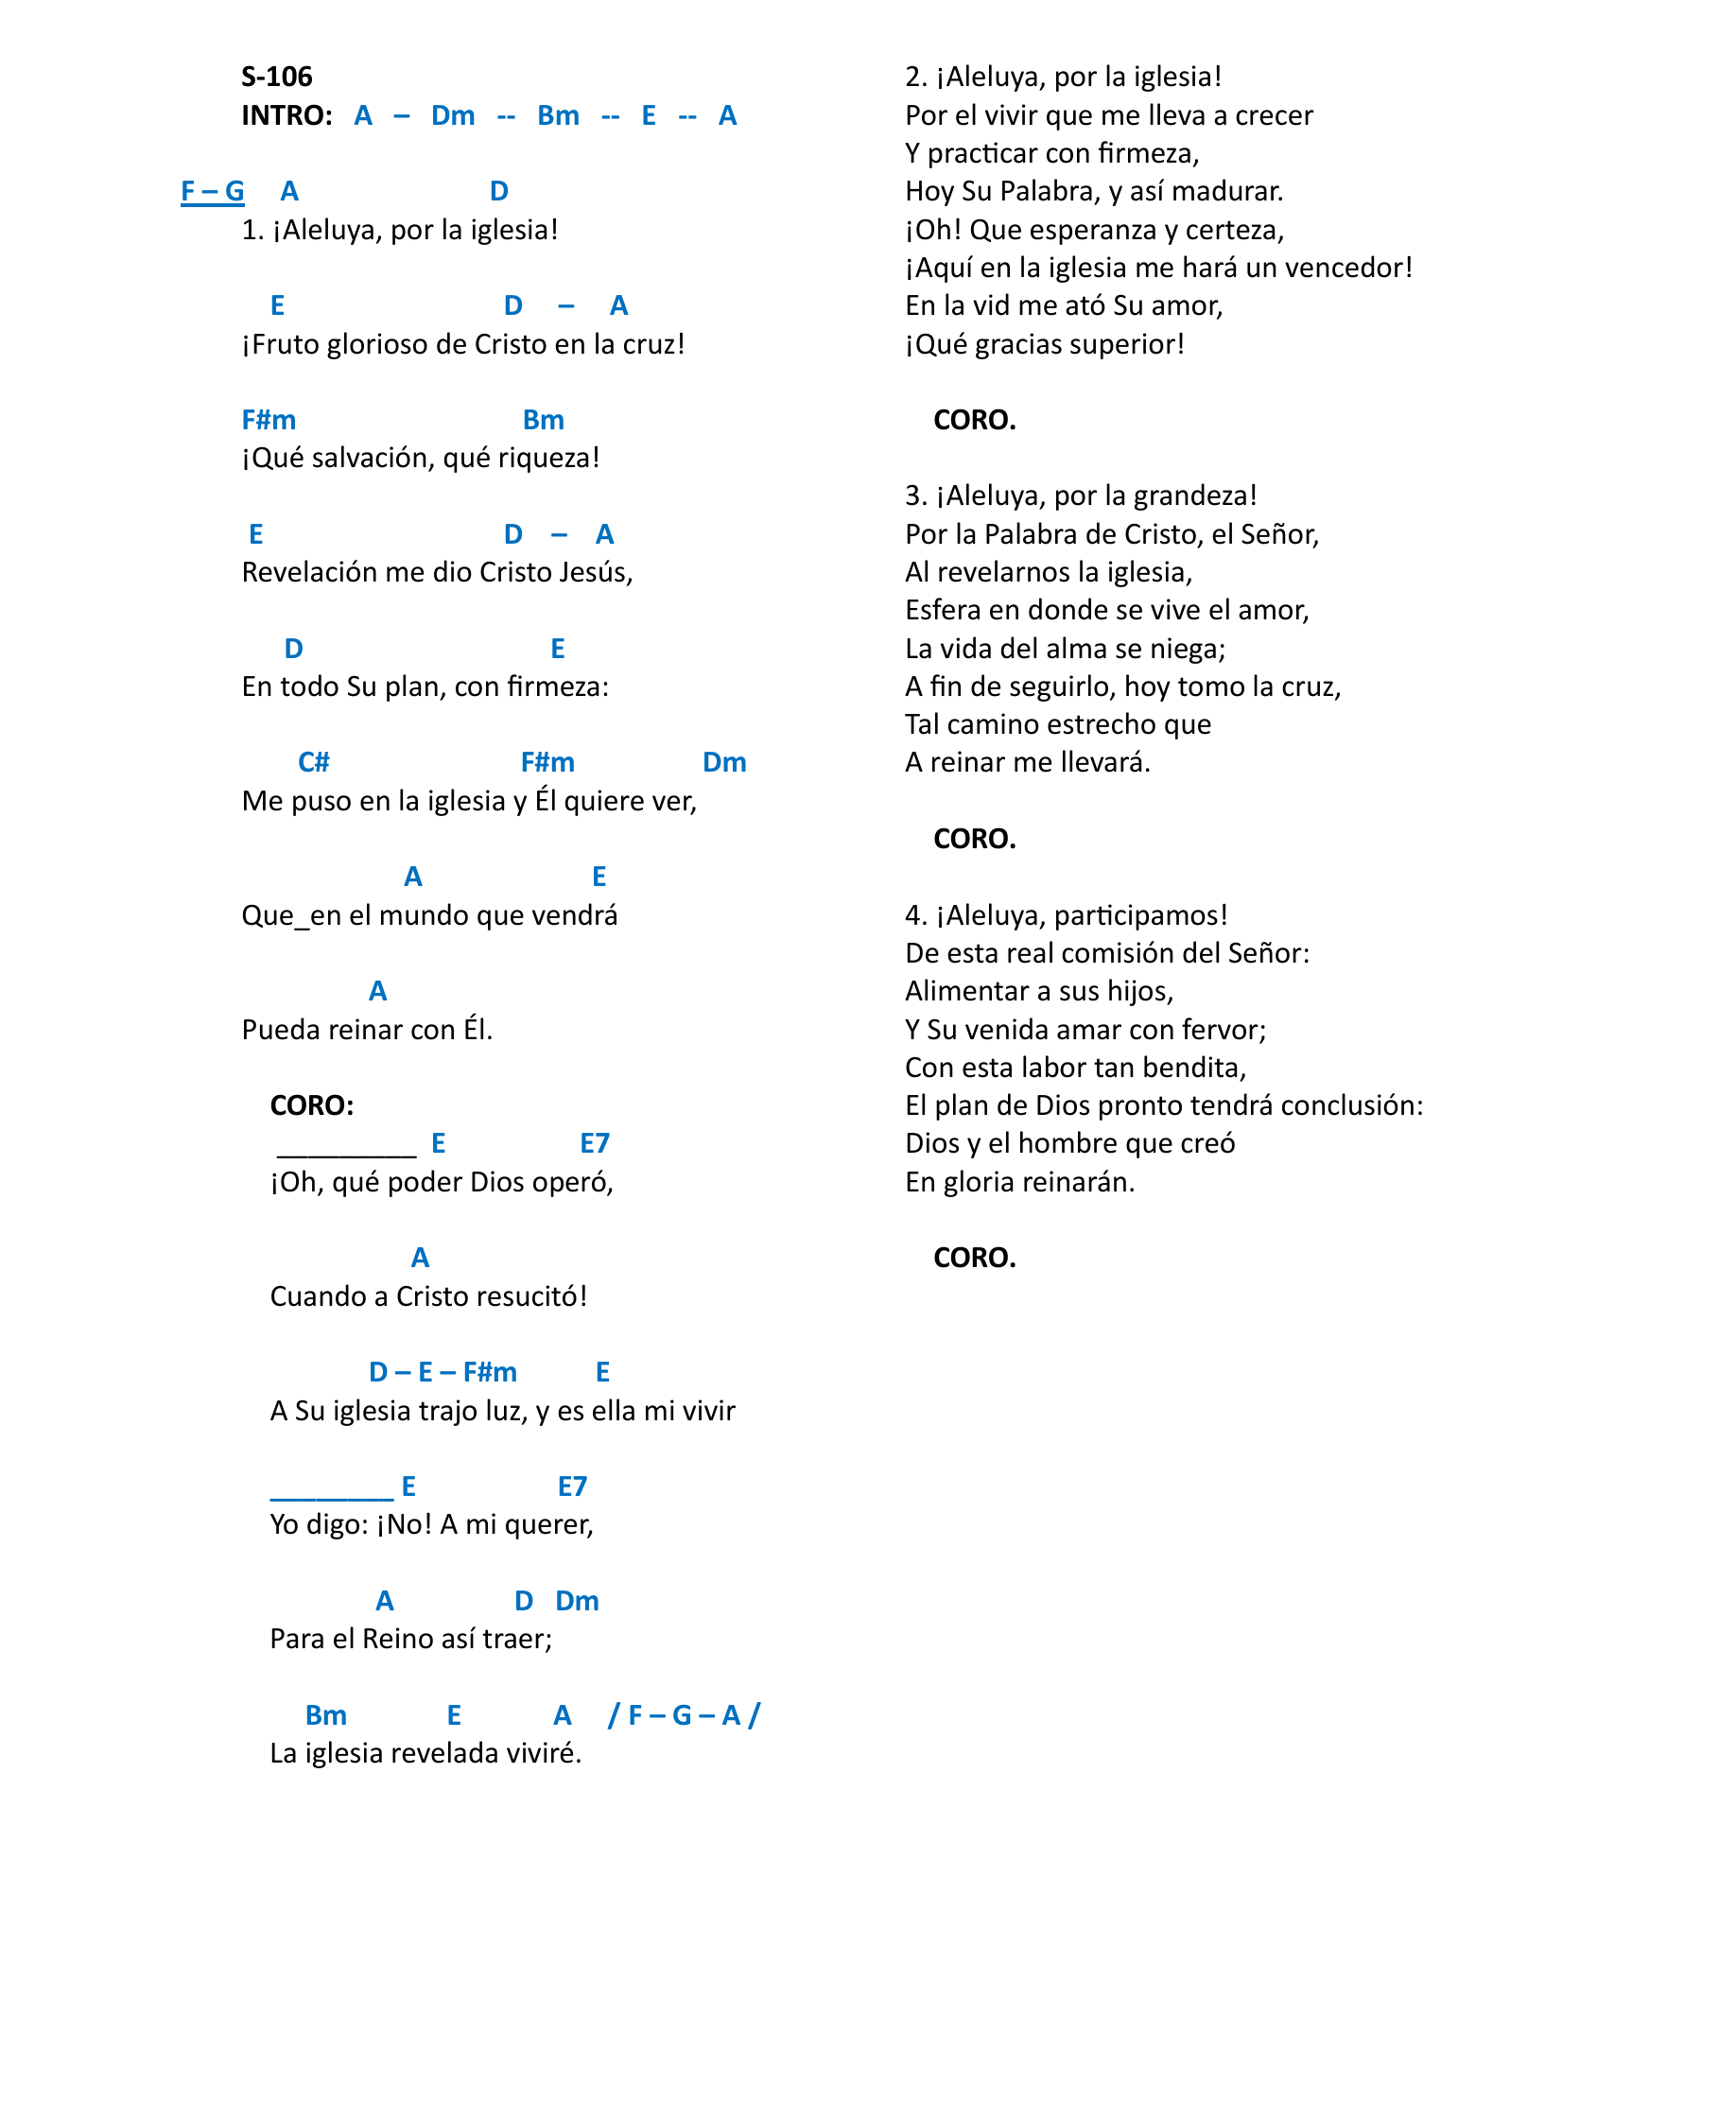 S-106
INTRO: A – Dm -- Bm -- E -- A
F – G A D
1. ¡Aleluya, por la iglesia!
E D – A
¡Fruto glorioso de Cristo en la cruz!
F#m Bm
¡Qué salvación, qué riqueza!
E D – A
Revelación me dio Cristo Jesús,
D E
En todo Su plan, con firmeza:
C# F#m Dm
Me puso en la iglesia y Él quiere ver,
A E
Que_en el mundo que vendrá
A
Pueda reinar con Él.
CORO:
_________ E E7
¡Oh, qué poder Dios operó,
A
Cuando a Cristo resucitó!
D – E – F#m E
A Su iglesia trajo luz, y es ella mi vivir
________ E E7
Yo digo: ¡No! A mi querer,
A D Dm
Para el Reino así traer;
Bm E A / F – G – A /
La iglesia revelada viviré.
2. ¡Aleluya, por la iglesia!
Por el vivir que me lleva a crecer
Y practicar con firmeza,
Hoy Su Palabra, y así madurar.
¡Oh! Que esperanza y certeza,
¡Aquí en la iglesia me hará un vencedor!
En la vid me ató Su amor,
¡Qué gracias superior!
CORO.
3. ¡Aleluya, por la grandeza!
Por la Palabra de Cristo, el Señor,
Al revelarnos la iglesia,
Esfera en donde se vive el amor,
La vida del alma se niega;
A fin de seguirlo, hoy tomo la cruz,
Tal camino estrecho que
A reinar me llevará.
CORO.
4. ¡Aleluya, participamos!
De esta real comisión del Señor:
Alimentar a sus hijos,
Y Su venida amar con fervor;
Con esta labor tan bendita,
El plan de Dios pronto tendrá conclusión:
Dios y el hombre que creó
En gloria reinarán.
CORO.